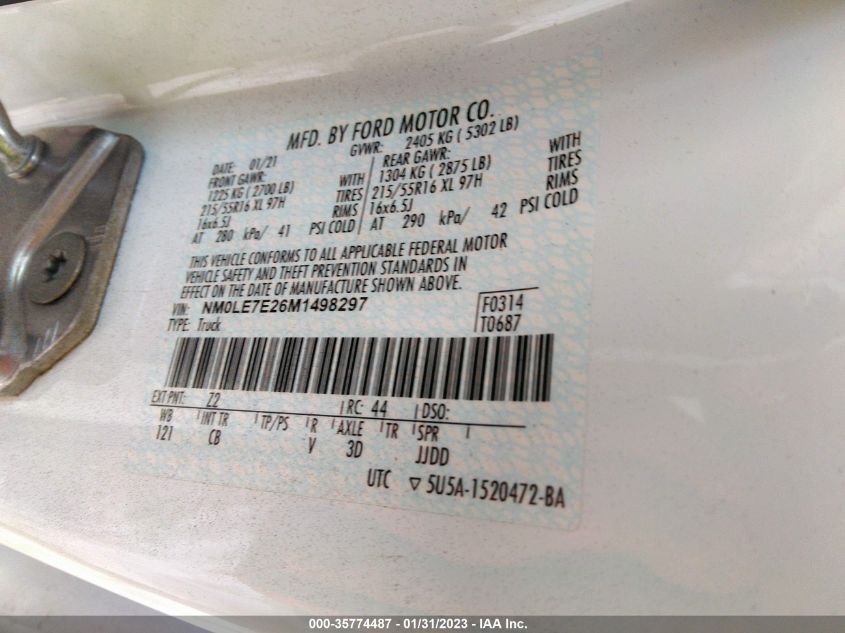 MFD. BY FORD MOTOR CO.
DATE: 01/21 GVWR: 2405 KG ( 5302 LB)
FRONT GAWR: REAR GAWR:
1225 KG ( 2700 LB) WITH 1304 KG ( 2875 LB) WITH
215/55R16 XL 97H TIRES 215/55R16 XL 97H TIRES
16x6.5J RIMS 16x6.5J RIMS
AT 280 kPa/ 41 PSI COLD AT 290 kPa/ 42 PSI COLD
THIS VEHICLE CONFORMS TO ALL APPLICABLE FEDERAL MOTOR
VEHICLE SAFETY AND THEFT PREVENTION STANDARDS IN
EFFECT ON THE DATE OF MANUFACTURE SHOWN ABOVE.
VIN: NM0LE7E26M1498297 F0314
TYPE: Truck T0687
EXT PNT: Z2 RC: 44 DSO:
WB INT TR TP/PS R AXLE TR SPR
121 CB V 3D JJDD
UTC ▽ 5U5A-1520472-BA
000-35774487 - 01/31/2023 - IAA Inc.